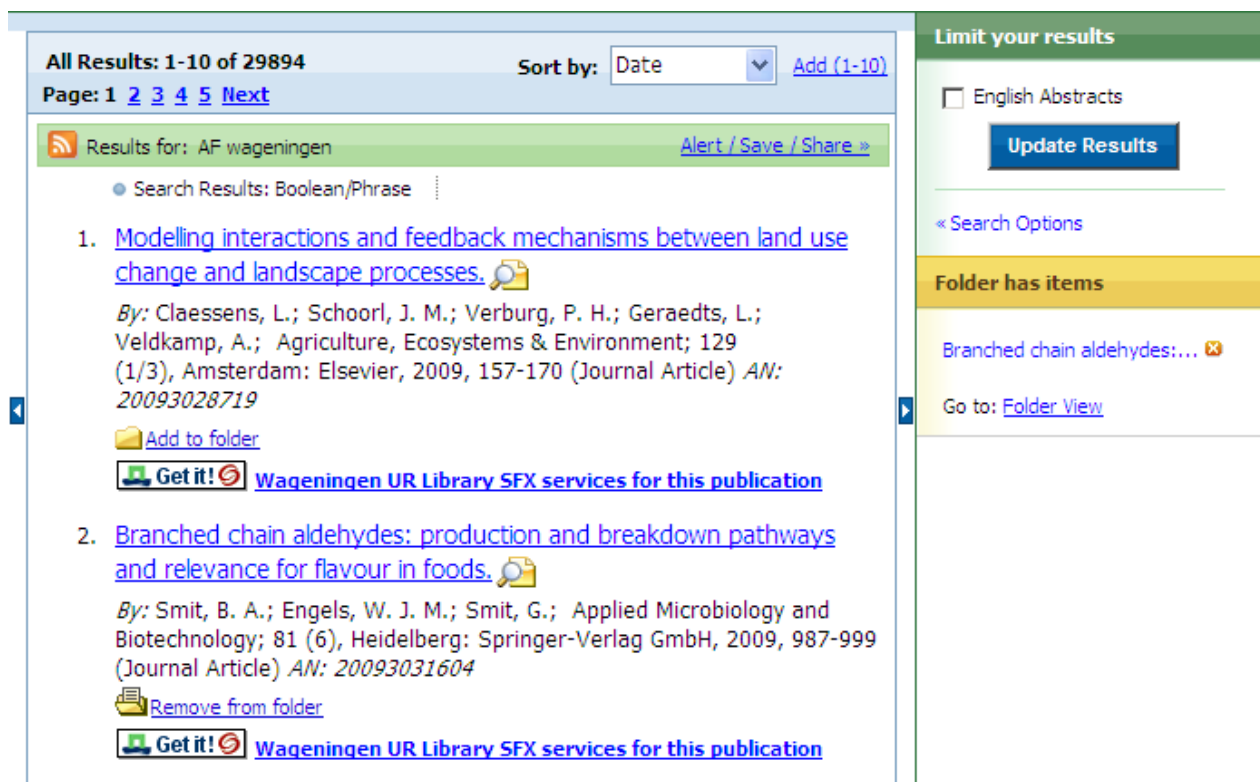 All Results: 1-10 of 29894
Sort by: Date Add (1-10)
Page: 1 2 3 4 5 Next
Results for: AF wageningen
Alert / Save / Share »
Search Results: Boolean/Phrase
1. Modelling interactions and feedback mechanisms between land use
change and landscape processes.
By: Claessens, L.; Schoorl, J. M.; Verburg, P. H.; Geraedts, L.;
Veldkamp, A.; Agriculture, Ecosystems & Environment; 129
(1/3), Amsterdam: Elsevier, 2009, 157-170 (Journal Article) AN:
20093028719
Add to folder
Get it! Wageningen UR Library SFX services for this publication
2. Branched chain aldehydes: production and breakdown pathways
and relevance for flavour in foods.
By: Smit, B. A.; Engels, W. J. M.; Smit, G.; Applied Microbiology and
Biotechnology; 81 (6), Heidelberg: Springer-Verlag GmbH, 2009, 987-999
(Journal Article) AN: 20093031604
Remove from folder
Get it! Wageningen UR Library SFX services for this publication
Limit your results
English Abstracts
Update Results
« Search Options
Folder has items
Branched chain aldehydes:...
Go to: Folder View